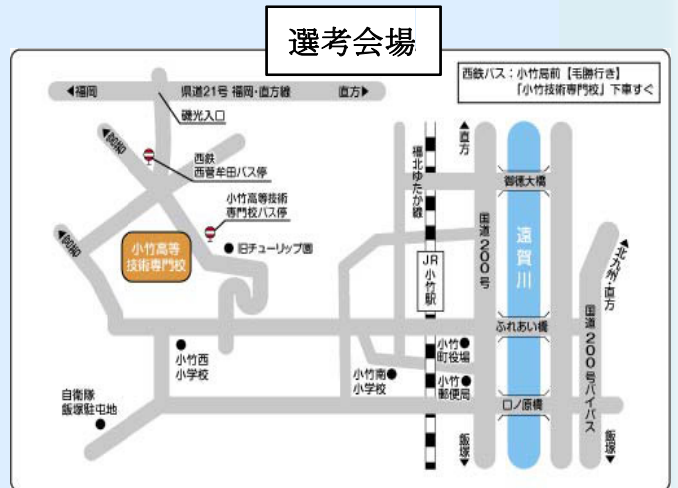 選考会場
西鉄バス：小竹局前【毛勝行き】
「小竹技術専門校」下車すぐ
◀福岡
県道21号 福岡・直方線
直方▶
磯光入口
西鉄
西菅牟田バス停
小竹高等技術
専門校バス停
小竹高等
技術専門校
旧チューリップ園
福北ゆたか線
▲直方
御徳大橋
国道200号
遠賀川
JR
小竹駅
▲北九州・直方
国道200号バイパス
ふれあい橋
小竹西
小学校
小竹
町役場
小竹南
小学校
小竹
郵便局
自衛隊
飯塚駐屯地
口ノ原橋
飯塚▼
飯塚▼